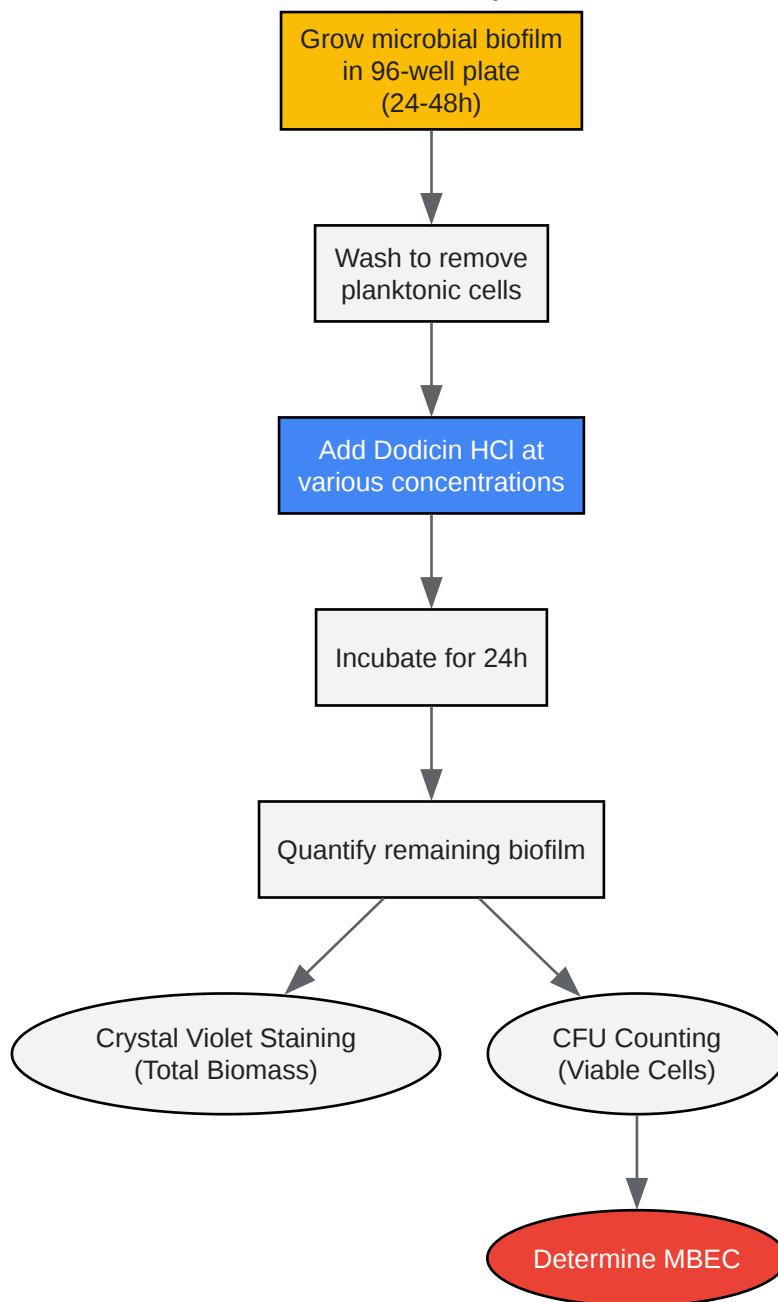 Grow microbial biofilm
in 96-well plate
(24-48h)
Wash to remove
planktonic cells
Add Dodicin HCl at
various concentrations
Incubate for 24h
Quantify remaining biofilm
Crystal Violet Staining
(Total Biomass)
CFU Counting
(Viable Cells)
Determine MBEC